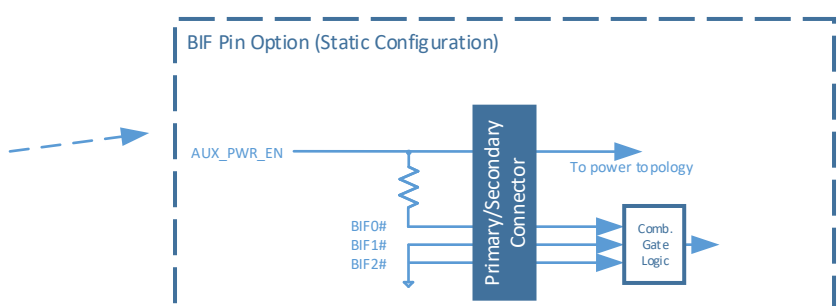 BIF Pin Option (Static Configuration)
AUX_PWR_EN
To power topology
BIF0#
BIF1#
BIF2#
Primary/Secondary
Connector
Comb.
Gate
Logic